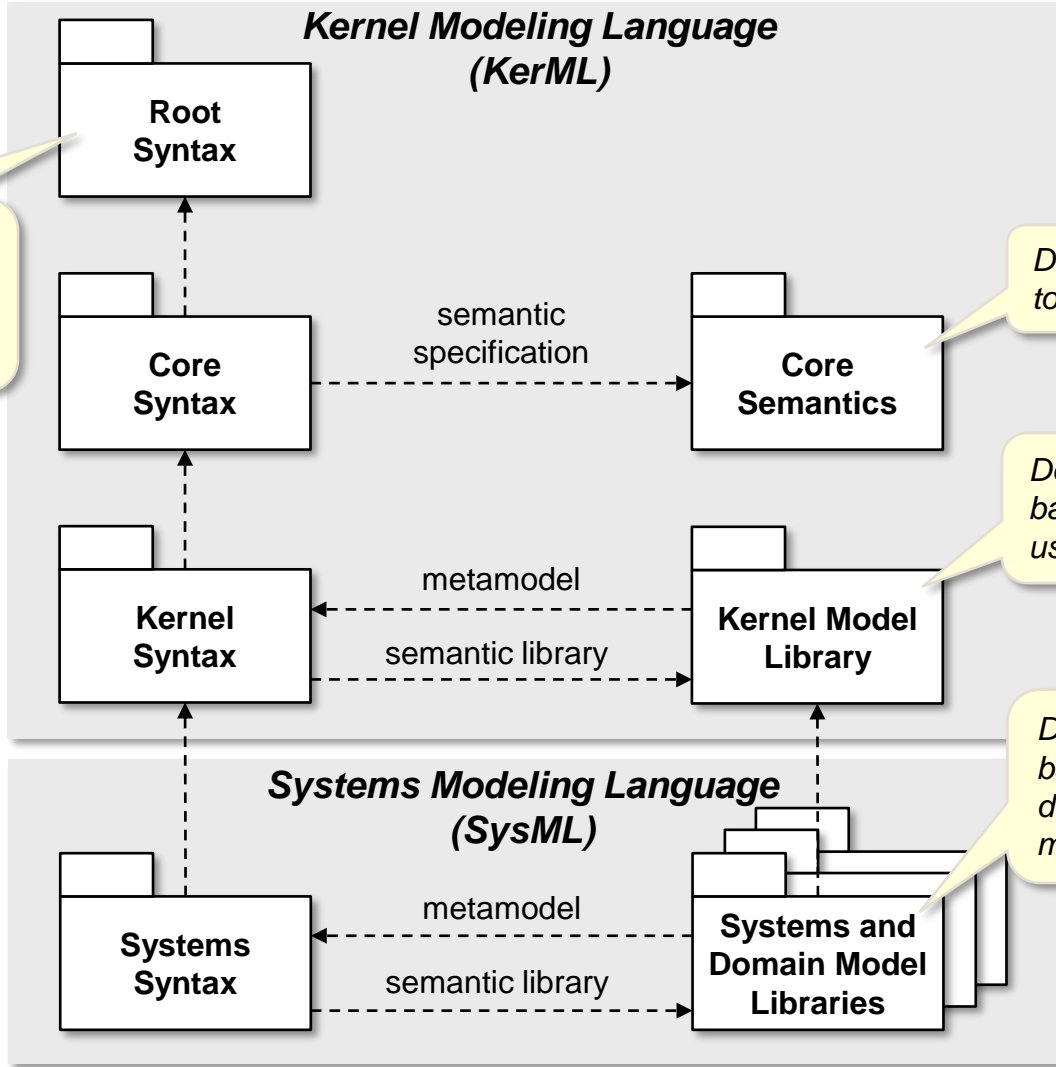 Kernel Modeling Language
(KerML)
Root
Syntax
semantic
specification
Core
Syntax
Core
Semantics
to
metamodel
Kernel
Syntax
semantic library
Kernel Model
Library
Systems Modeling Language
(SysML)
metamodel
Systems
Syntax
semantic library
Systems and
Domain Model
Libraries